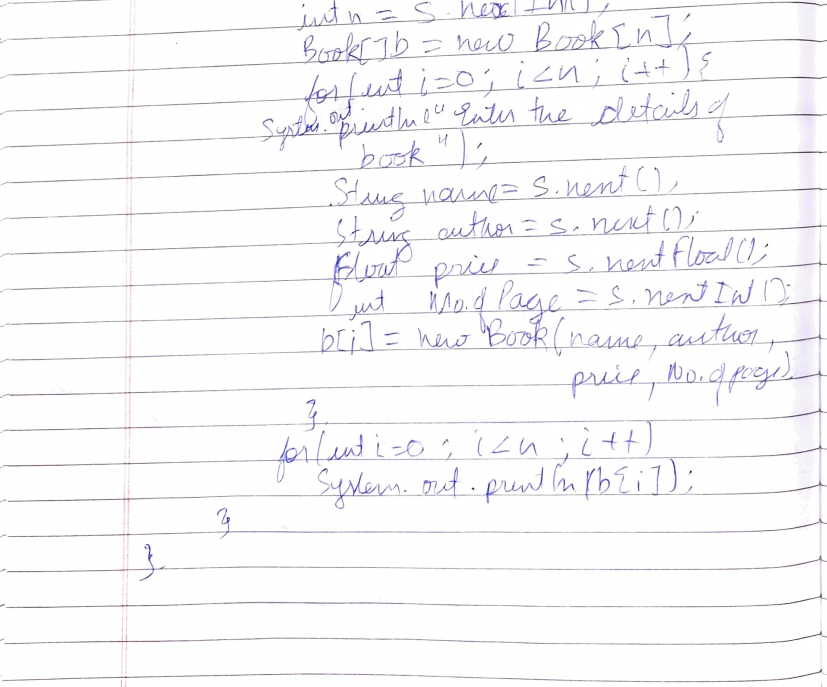 int n = s.nextInt();
Book[] b = new Book[n];
for(int i=0; i<n; i++){
System.out.println("Enter the details of
book");
String name = s.next();
String author = s.next();
float price = s.nextFloat();
int No.of Page = s.nextInt();
b[i] = new Book(name, author,
price, No.of page)
}
for(int i=0; i<n; i++)
System.out.println(b[i]);
}
}